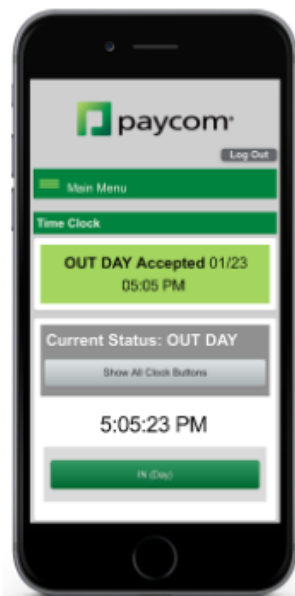 paycom
Log Out
Main Menu
Time Clock
OUT DAY Accepted 01/23
05:05 PM
Current Status: OUT DAY
Show All Clock Buttons
5:05:23 PM
IN (Day)